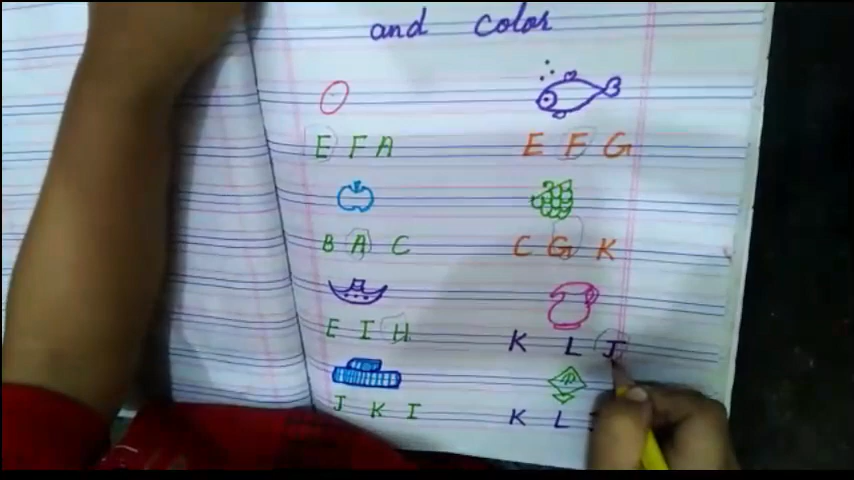 and color
E F A E F G
B A C C G K
E I H K L J
J K I K L